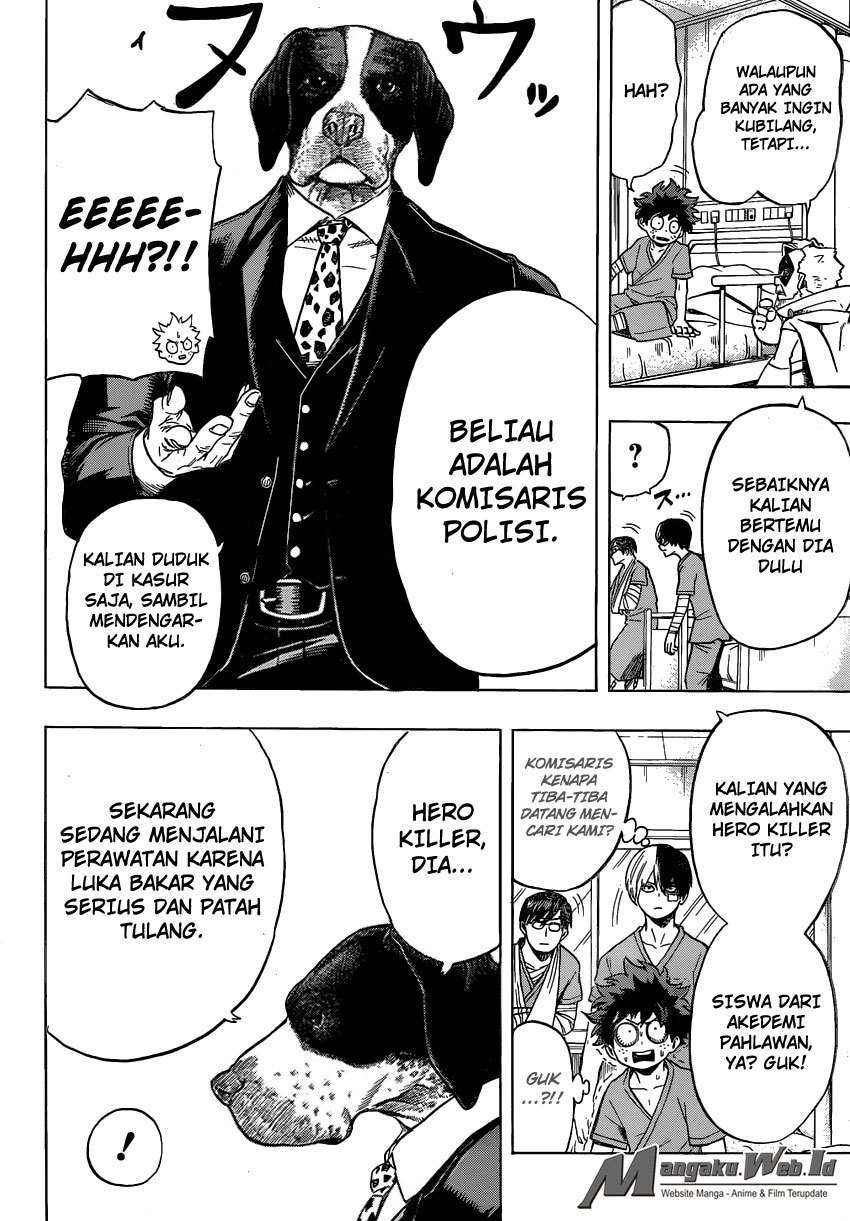 WALAUPUN
ADA YANG
BANYAK INGIN
KUBILANG,
TETAPI...
HAH?
SEBAIKNYA
KALIAN
BERTEMU
DENGAN DIA
DULU
?
ス...
ヌウッ
EEEEE-
HHH?!!
BELIAU
ADALAH
KOMISARIS
POLISI.
KALIAN DUDUK
DI KASUR
SAJA, SAMBIL
MENDENGAR-
KAN AKU.
KALIAN YANG
MENGALAHKAN
HERO KILLER
ITU?
KOMISARIS
KENAPA
TIBA-TIBA
DATANG MEN-
CARI KAMI?
SISWA DARI
AKEDEMI
PAHLAWAN,
YA? GUK!
GUK
...?!!
HERO
KILLER,
DIA...
SEKARANG
SEDANG MENJALANI
PERAWATAN KARENA
LUKA BAKAR YANG
SERIUS DAN PATAH
TULANG.
!
Mangaku.Web.Id
Website Manga - Anime & Film Terupdate